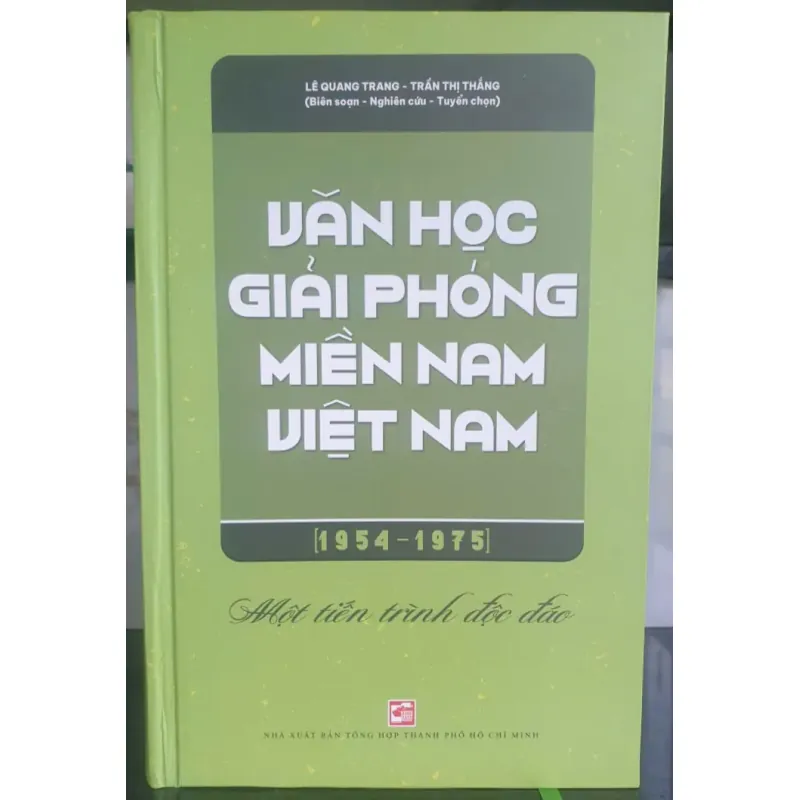 LÊ QUANG TRANG - TRẦN THỊ THẮNG
(Biên soạn - Nghiên cứu - Tuyển chọn)
VĂN HỌC
GIẢI PHÓNG
MIỀN NAM
VIỆT NAM
[1954-1975]
Một tiến trình độc đáo
NHÀ XUẤT BẢN TỔNG HỢP THÀNH PHỐ HỒ CHÍ MINH